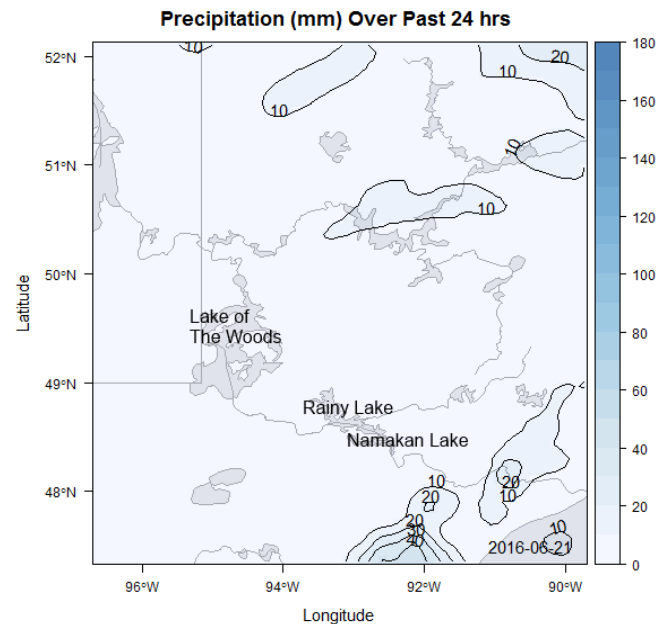 Precipitation (mm) Over Past 24 hrs
52°N
51°N
50°N
49°N
48°N
Latitude
10
10
10
20
10
10
Lake of
The Woods
Rainy Lake
Namakan Lake
10
20
20
30
40
20
10
10
2016-06-21
96°W
94°W
92°W
90°W
Longitude
180
160
140
120
100
80
60
40
20
0